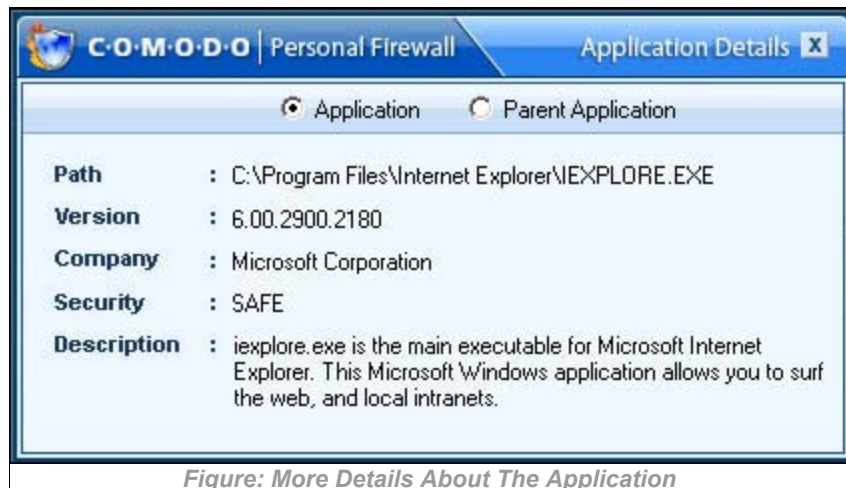 C·O·M·O·D·O | Personal Firewall Application Details X
Application Parent Application
Path : C:\Program Files\Internet Explorer\IEXPLORE.EXE
Version : 6.00.2900.2180
Company : Microsoft Corporation
Security : SAFE
Description : iexplore.exe is the main executable for Microsoft Internet
Explorer. This Microsoft Windows application allows you to surf
the web, and local intranets.
Figure: More Details About The Application